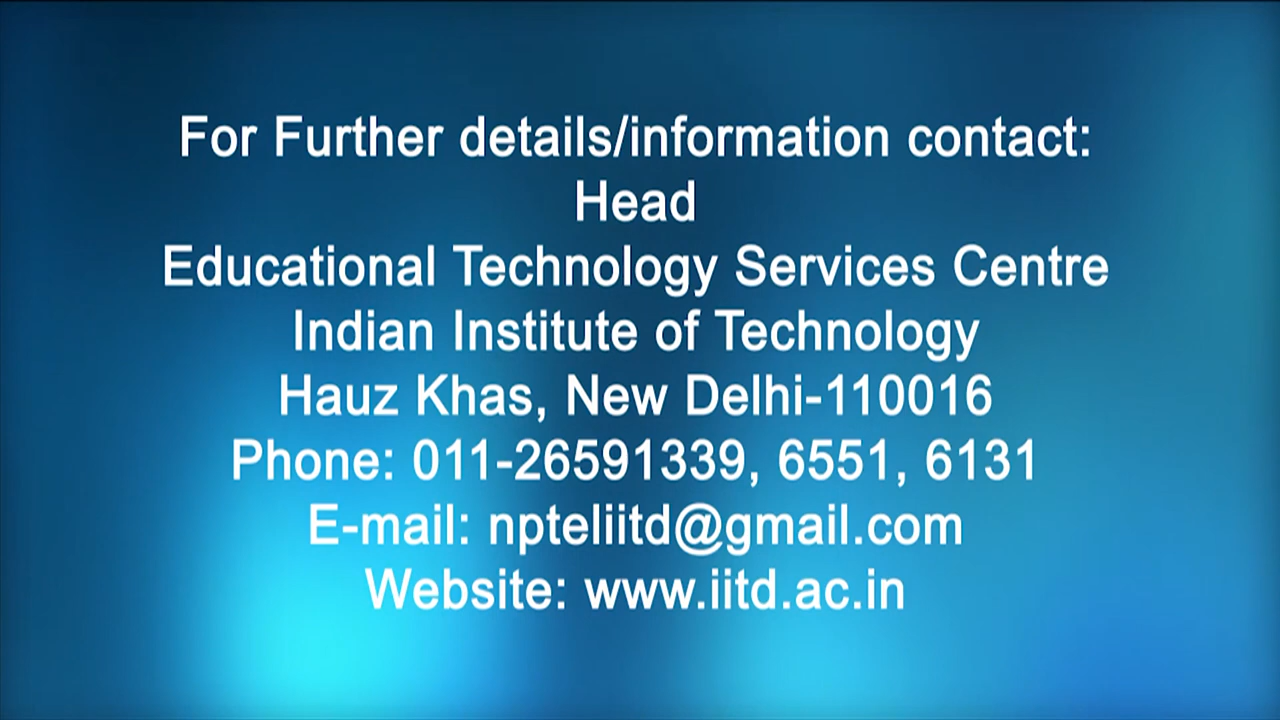 For Further details/information contact:
Head
Educational Technology Services Centre
Indian Institute of Technology
Hauz Khas, New Delhi-110016
Phone: 011-26591339, 6551, 6131
E-mail: npteliitd@gmail.com
Website: www.iitd.ac.in